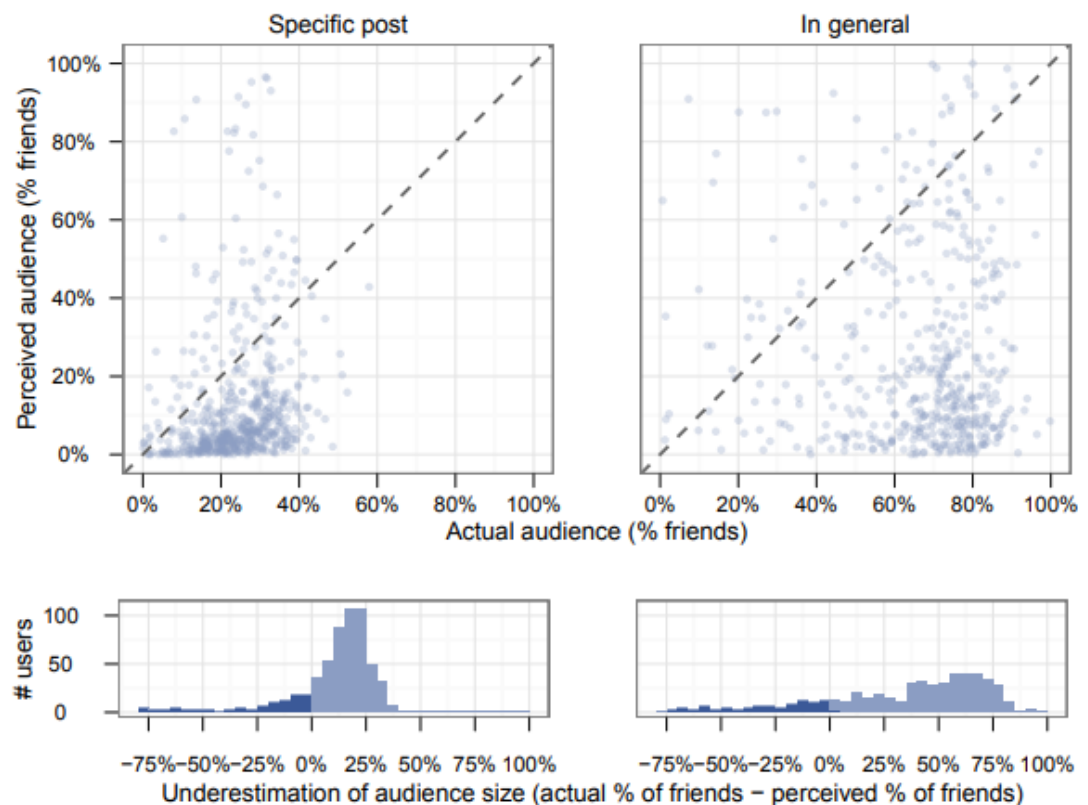 Specific post
In general
Perceived audience (% friends)
100%
80%
60%
40%
20%
0%
0% 20% 40% 60% 80% 100%
0% 20% 40% 60% 80% 100%
Actual audience (% friends)
# users
100
50
0
−75%−50%−25% 0% 25% 50% 75% 100%
−75%−50%−25% 0% 25% 50% 75% 100%
Underestimation of audience size (actual % of friends − perceived % of friends)